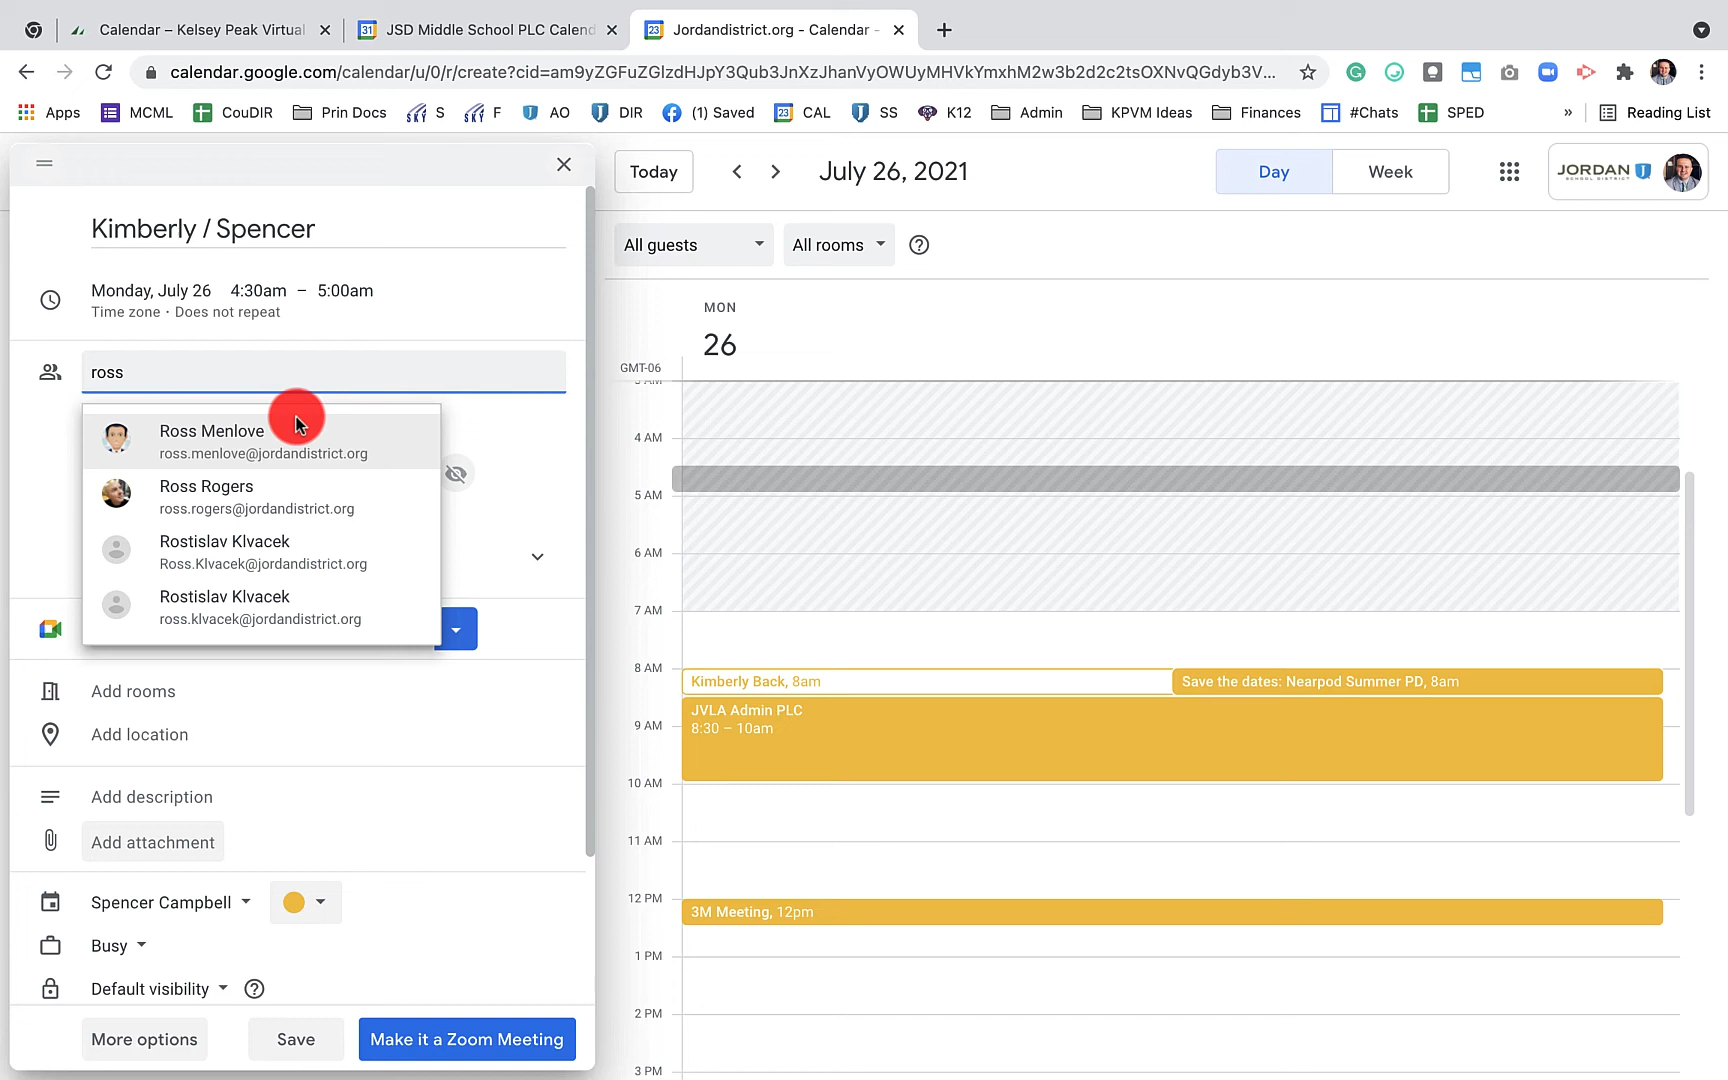 Calendar – Kelsey Peak Virtual
JSD Middle School PLC Calend
Jordandistrict.org - Calendar -
calendar.google.com/calendar/u/0/r/create?cid=am9yZGFuZGlzdHJpY3Qub3JnXzJhanVyOWUyMHVkYmxhM2w3b2d2c2tsOXNvQGdyb3V...
Apps
MCML
CouDIR
Prin Docs
S
F
AO
DIR
(1) Saved
CAL
SS
K12
Admin
KPVM Ideas
Finances
#Chats
SPED
»
Reading List
Kimberly / Spencer
Monday, July 26 4:30am – 5:00am
Time zone · Does not repeat
ross
Ross Menlove
ross.menlove@jordandistrict.org
Ross Rogers
ross.rogers@jordandistrict.org
Rostislav Klvacek
Ross.Klvacek@jordandistrict.org
Rostislav Klvacek
ross.klvacek@jordandistrict.org
Add rooms
Add location
Add description
Add attachment
Spencer Campbell
Busy
Default visibility
More options
Save
Make it a Zoom Meeting
Today
July 26, 2021
Day
Week
JORDAN
SCHOOL DISTRICT
All guests
All rooms
MON
26
GMT-06
3 AM
4 AM
5 AM
6 AM
7 AM
8 AM
Kimberly Back, 8am
Save the dates: Nearpod Summer PD, 8am
JVLA Admin PLC
8:30 – 10am
9 AM
10 AM
11 AM
12 PM
3M Meeting, 12pm
1 PM
2 PM
3 PM